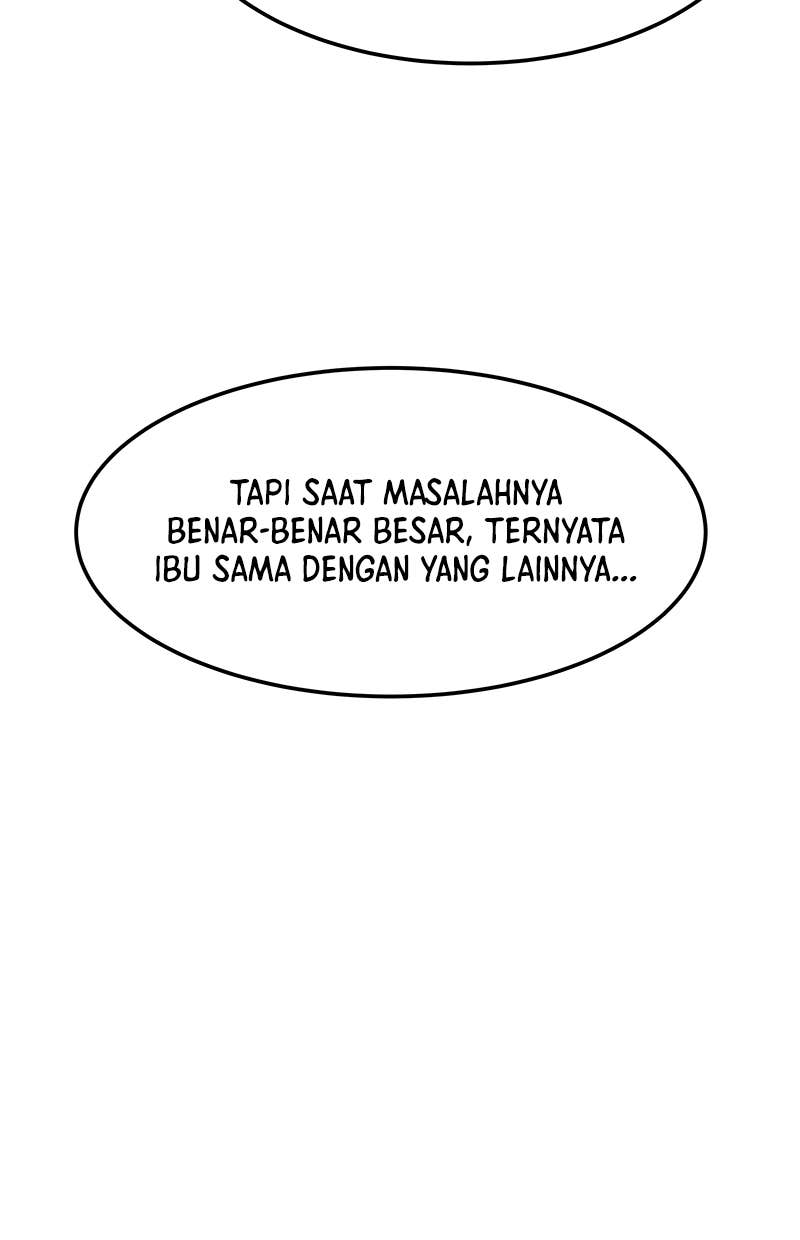 TAPI SAAT MASALAHNYA
BENAR-BENAR BESAR, TERNYATA
IBU SAMA DENGAN YANG LAINNYA...